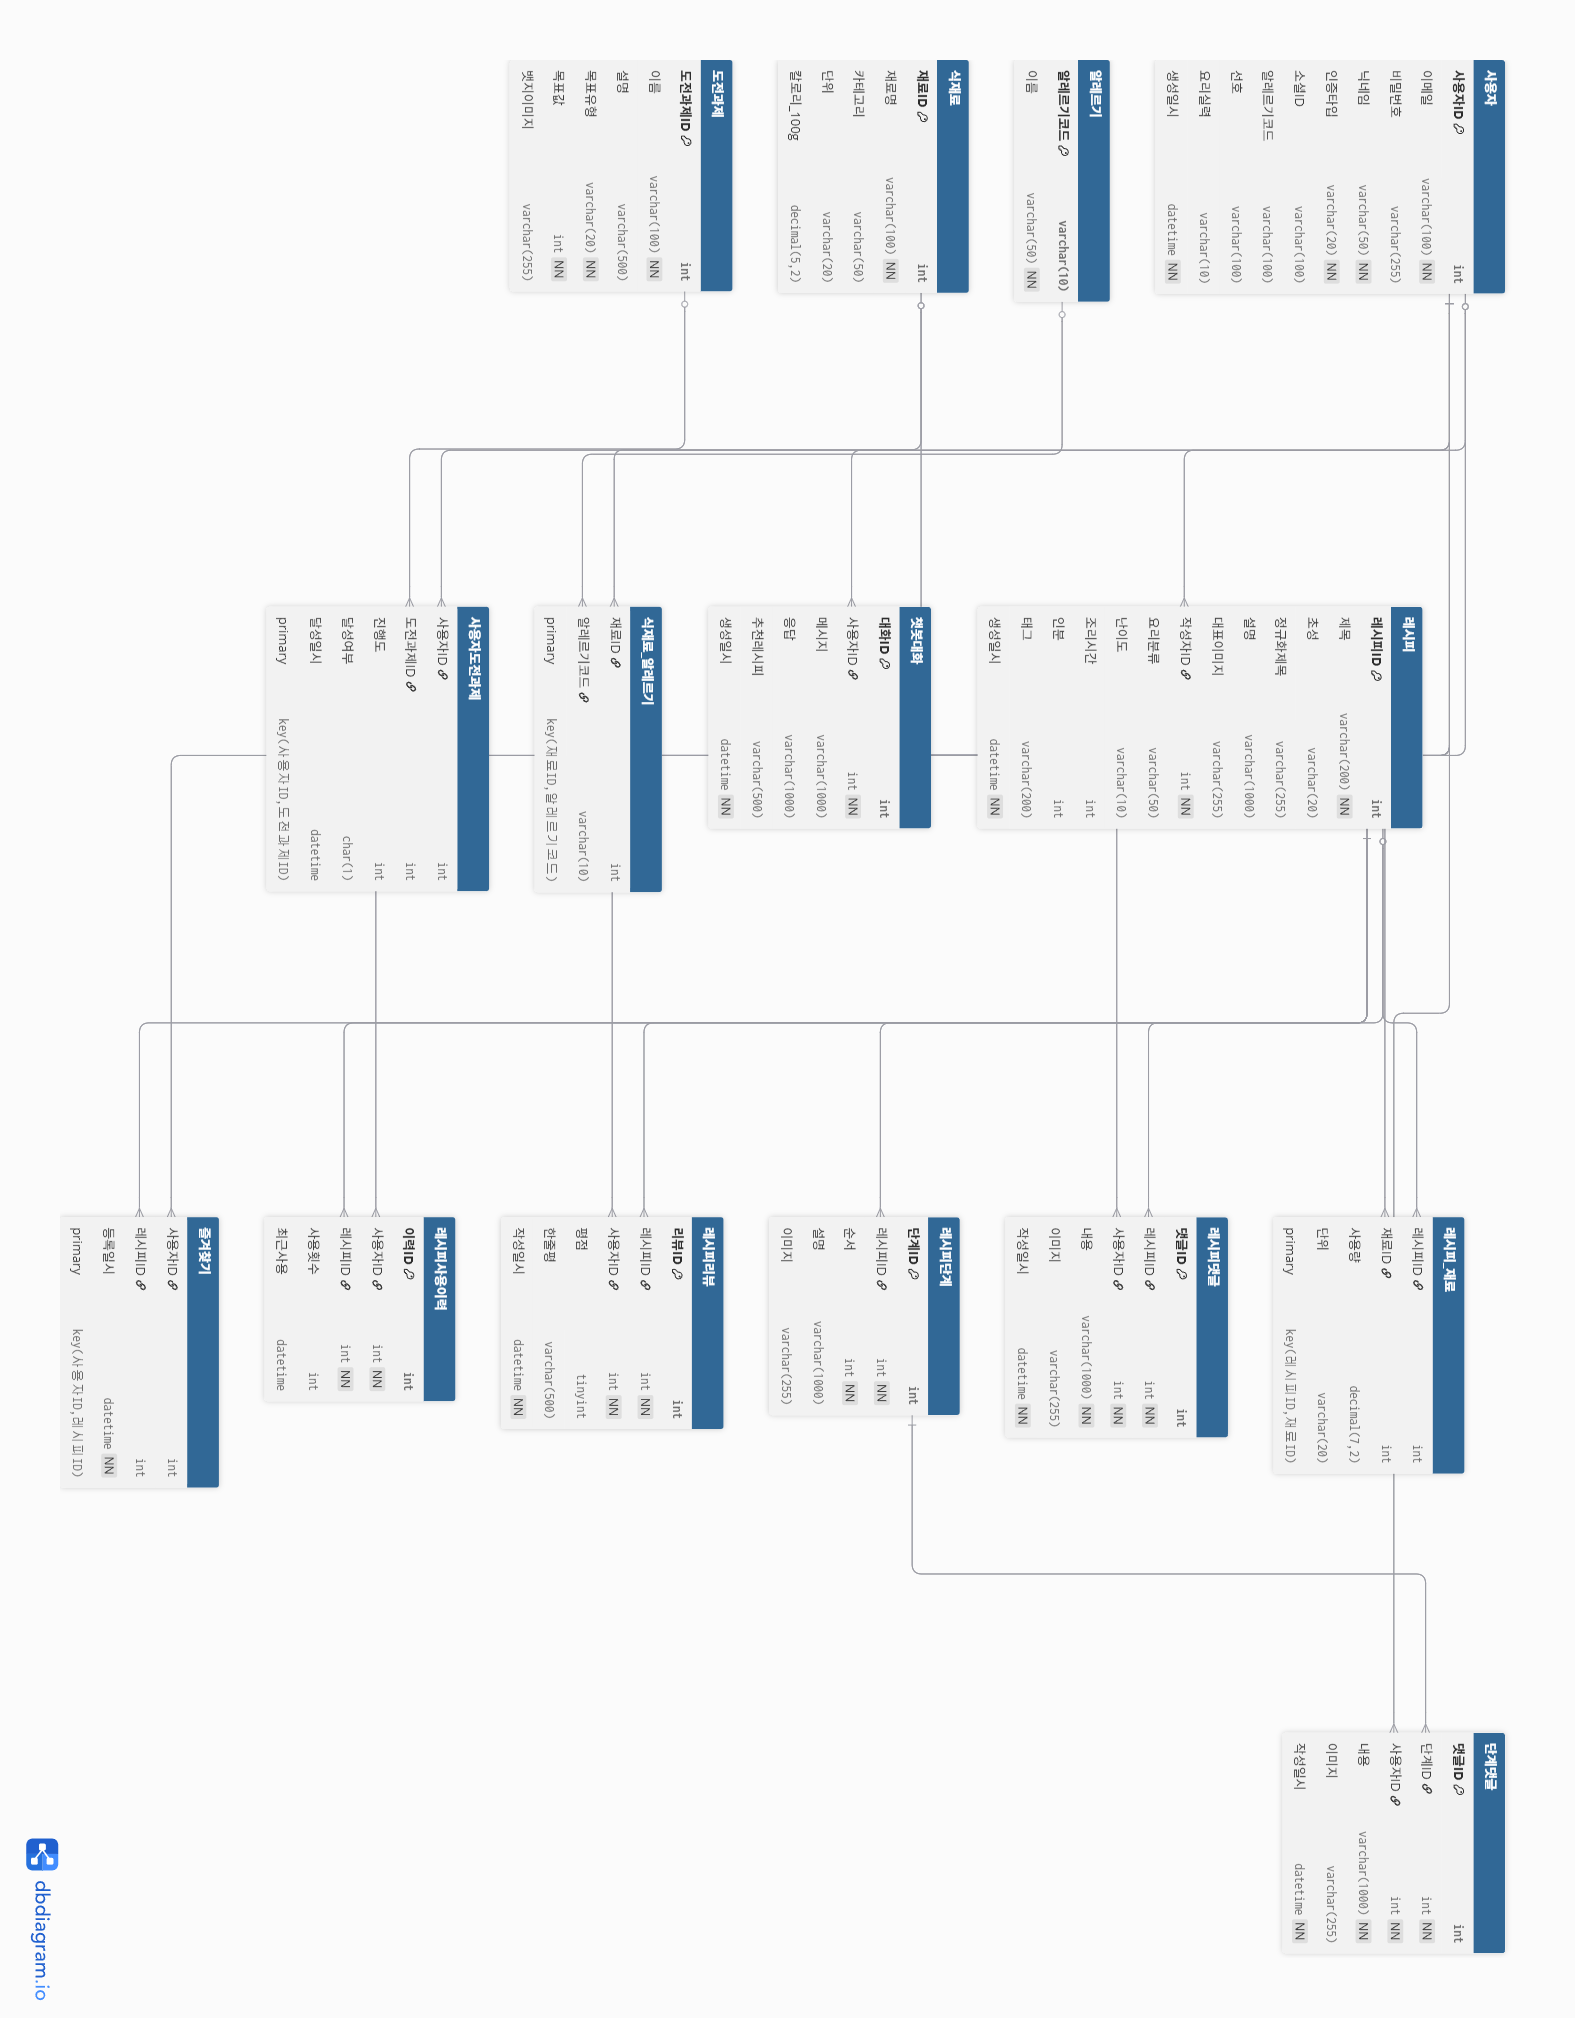 사용자
사용자ID int
이메일 varchar(100) NN
비밀번호 varchar(255)
닉네임 varchar(50) NN
인증타입 varchar(20) NN
소셜ID varchar(100)
알레르기코드 varchar(100)
선호 varchar(100)
요리실력 varchar(10)
생성일시 datetime NN
알레르기
알레르기코드 varchar(10)
이름 varchar(50) NN
식재료
재료ID int
재료명 varchar(100) NN
카테고리 varchar(50)
단위 varchar(20)
칼로리_100g decimal(5,2)
도전과제
도전과제ID int
이름 varchar(100) NN
설명 varchar(500)
목표유형 varchar(20) NN
목표값 int NN
뱃지이미지 varchar(255)
레시피
레시피ID int
제목 varchar(200) NN
초성 varchar(20)
정규화제목 varchar(255)
설명 varchar(1000)
대표이미지 varchar(255)
작성자ID int NN
요리분류 varchar(50)
난이도 varchar(10)
조리시간 int
인분 int
태그 varchar(200)
생성일시 datetime NN
챗봇대화
대화ID int
사용자ID int NN
메시지 varchar(1000)
응답 varchar(1000)
추천레시피 varchar(500)
생성일시 datetime NN
식재료_알레르기
재료ID int
알레르기코드 varchar(10)
primary key(재료ID,알레르기코드)
사용자도전과제
사용자ID int
도전과제ID int
진행도 int
달성여부 char(1)
달성일시 datetime
primary key(사용자ID,도전과제ID)
레시피_재료
레시피ID int
재료ID int
사용량 decimal(7,2)
단위 varchar(20)
primary key(레시피ID,재료ID)
레시피댓글
댓글ID int
레시피ID int NN
사용자ID int NN
내용 varchar(1000) NN
이미지 varchar(255)
작성일시 datetime NN
레시피단계
단계ID int
레시피ID int NN
순서 int NN
설명 varchar(1000)
이미지 varchar(255)
레시피리뷰
리뷰ID int
레시피ID int NN
사용자ID int NN
평점 tinyint
한줄평 varchar(500)
작성일시 datetime NN
레시피사용이력
이력ID int
사용자ID int NN
레시피ID int NN
사용횟수 int
최근사용 datetime
즐겨찾기
사용자ID int
레시피ID int
등록일시 datetime NN
primary key(사용자ID,레시피ID)
단계댓글
댓글ID int
단계ID int NN
사용자ID int NN
내용 varchar(1000) NN
이미지 varchar(255)
작성일시 datetime NN
dbdiagram.io